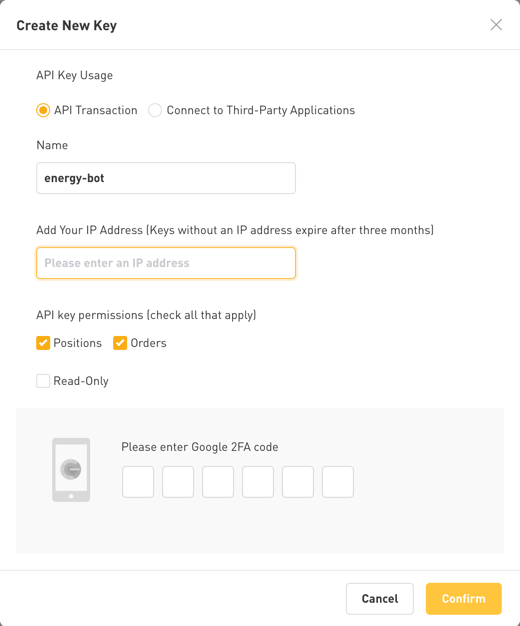 Create New Key
API Key Usage
API Transaction Connect to Third-Party Applications
Name
energy-bot
Add Your IP Address (Keys without an IP address expire after three months)
Please enter an IP address
API key permissions (check all that apply)
Positions Orders
Read-Only
Please enter Google 2FA code
Cancel Confirm